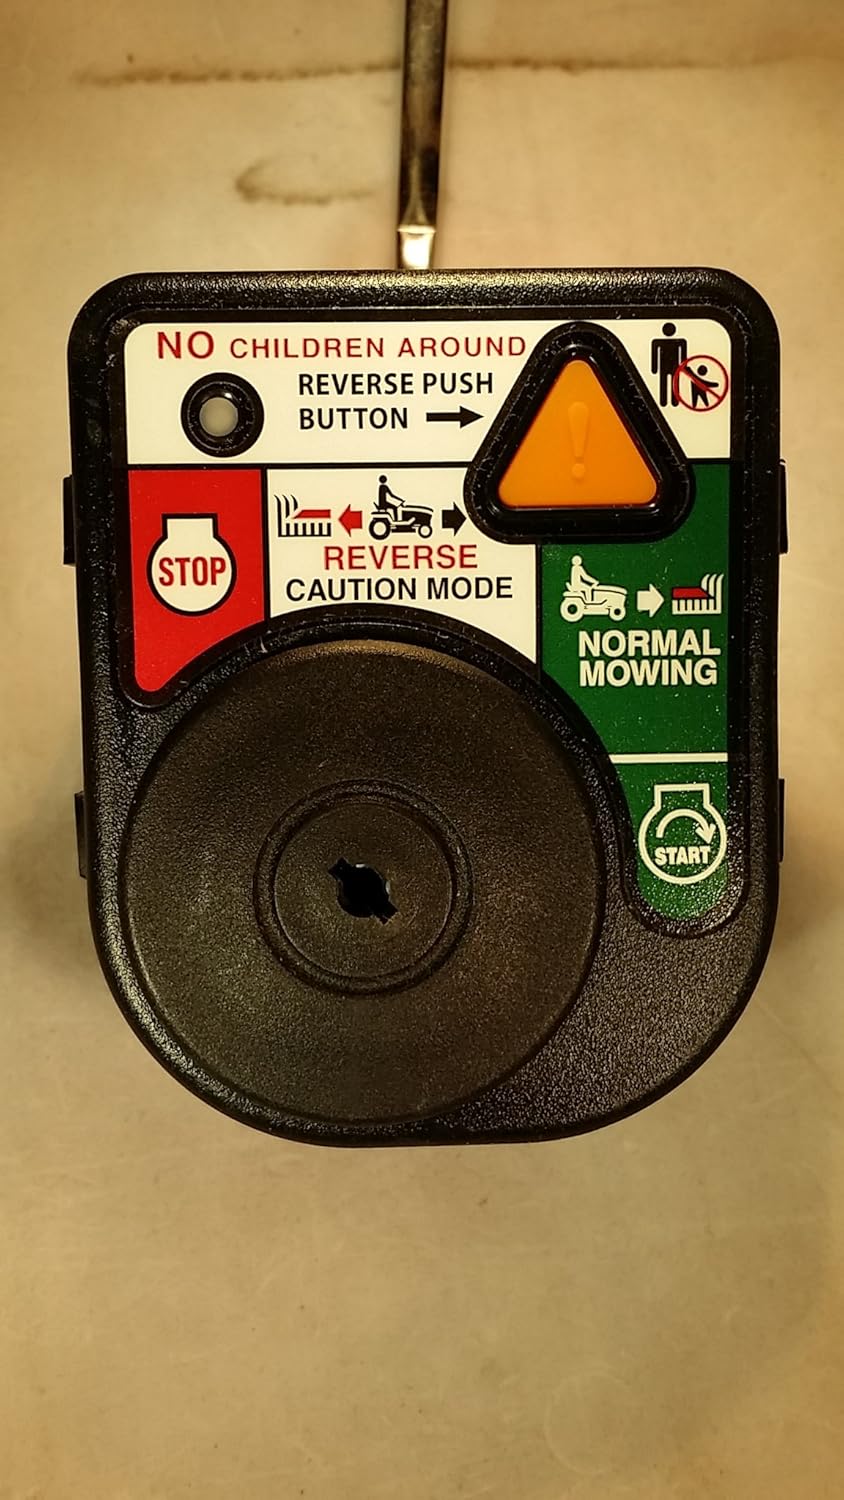 NO CHILDREN AROUND
REVERSE PUSH
BUTTON
!
STOP
REVERSE
CAUTION MODE
NORMAL
MOWING
START